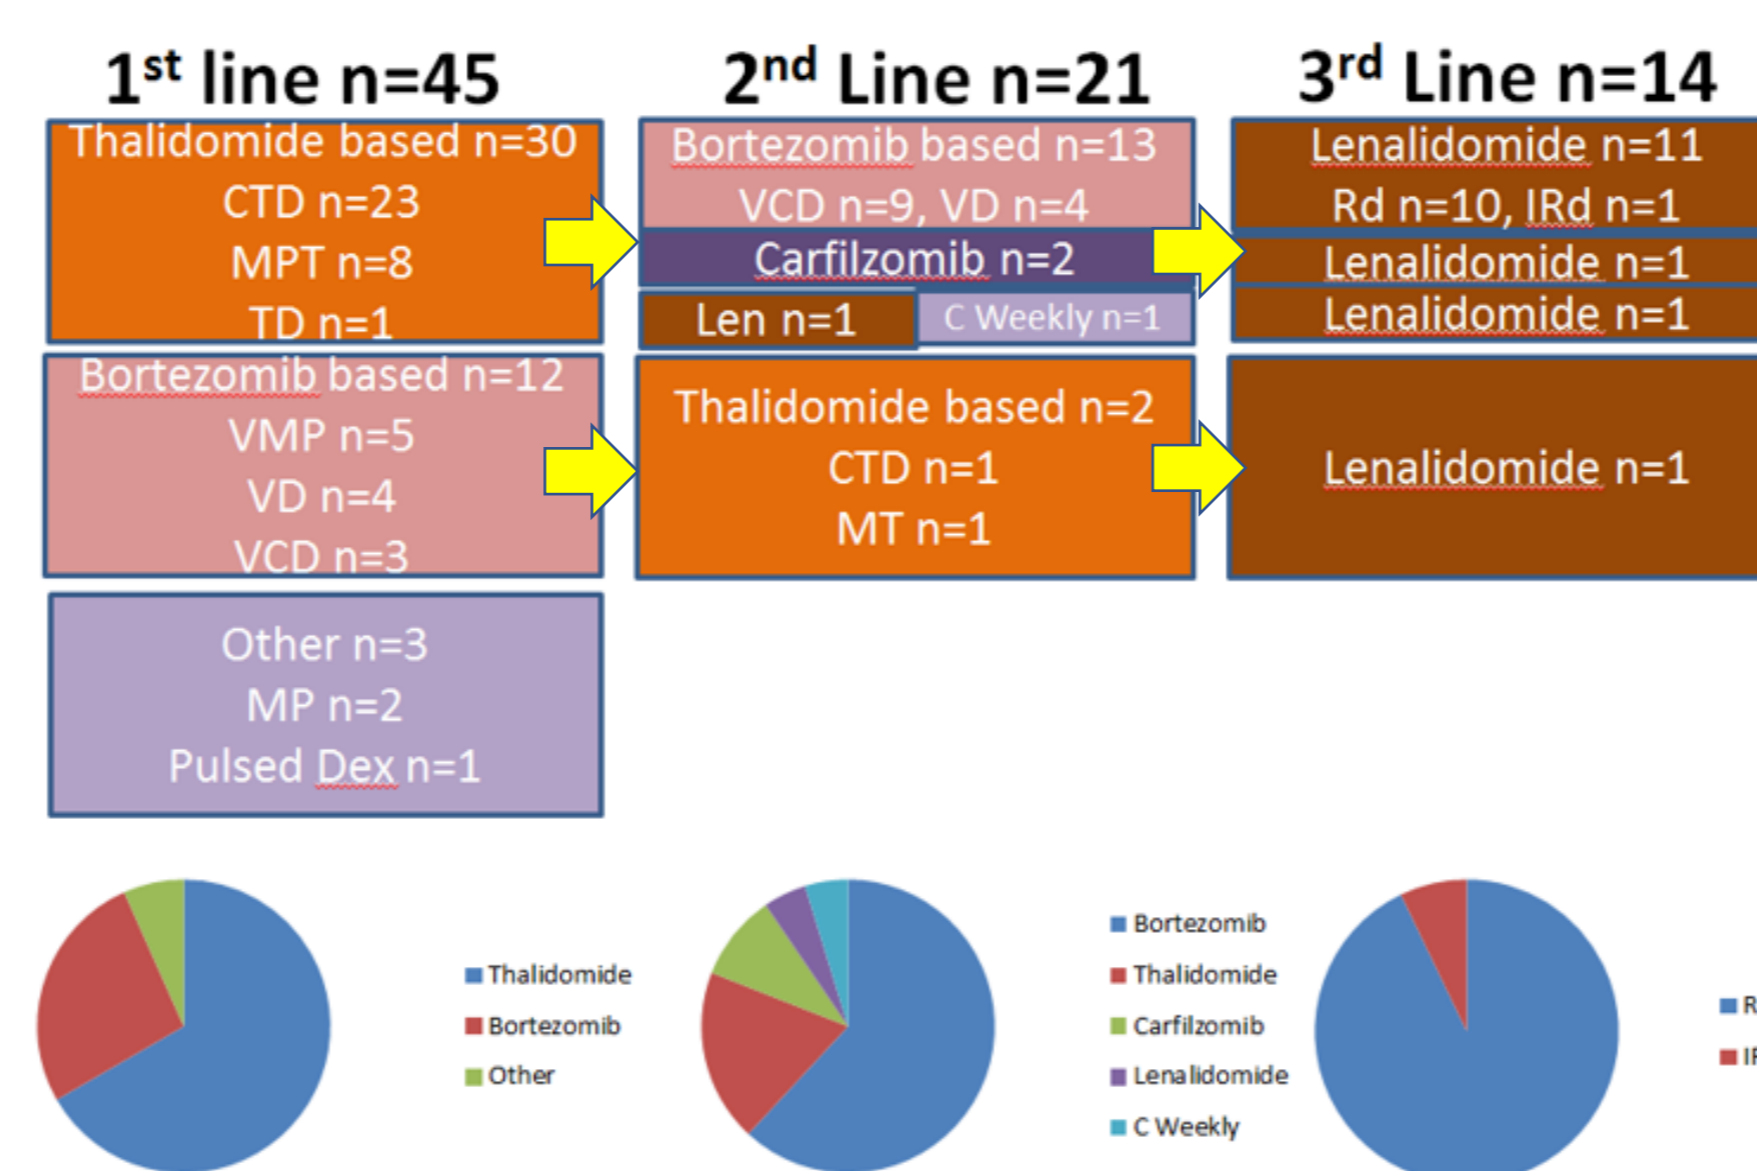 1st line n=45
Thalidomide based n=30
CTD n=23
MPT n=8
TD n=1
Bortezomib based n=12
VMP n=5
VD n=4
VCD n=3
Other n=3
MP n=2
Pulsed Dex n=1
2nd Line n=21
Bortezomib based n=13
VCD n=9, VD n=4
Carfilzomib n=2
Len n=1
C Weekly n=1
Thalidomide based n=2
CTD n=1
MT n=1
3rd Line n=14
Lenalidomide n=11
Rd n=10, IRd n=1
Lenalidomide n=1
Lenalidomide n=1
Lenalidomide n=1
Thalidomide
Bortezomib
Other
Bortezomib
Thalidomide
Carfilzomib
Lenalidomide
C Weekly